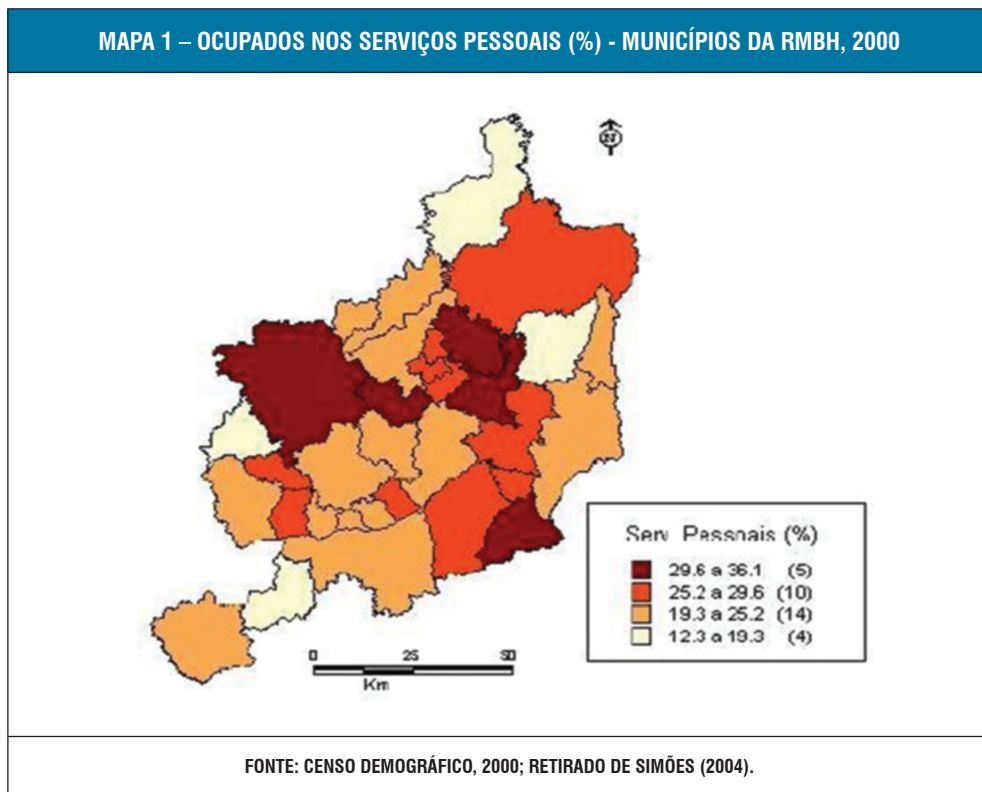 MAPA 1 – OCUPADOS NOS SERVIÇOS PESSOAIS (%) - MUNICÍPIOS DA RMBH, 2000
N
Serv. Pessoais (%)
29.6 a 36.1 (5)
25.2 a 29.6 (10)
19.3 a 25.2 (14)
12.3 a 19.3 (4)
0 25 50
Km
FONTE: CENSO DEMOGRÁFICO, 2000; RETIRADO DE SIMÕES (2004).